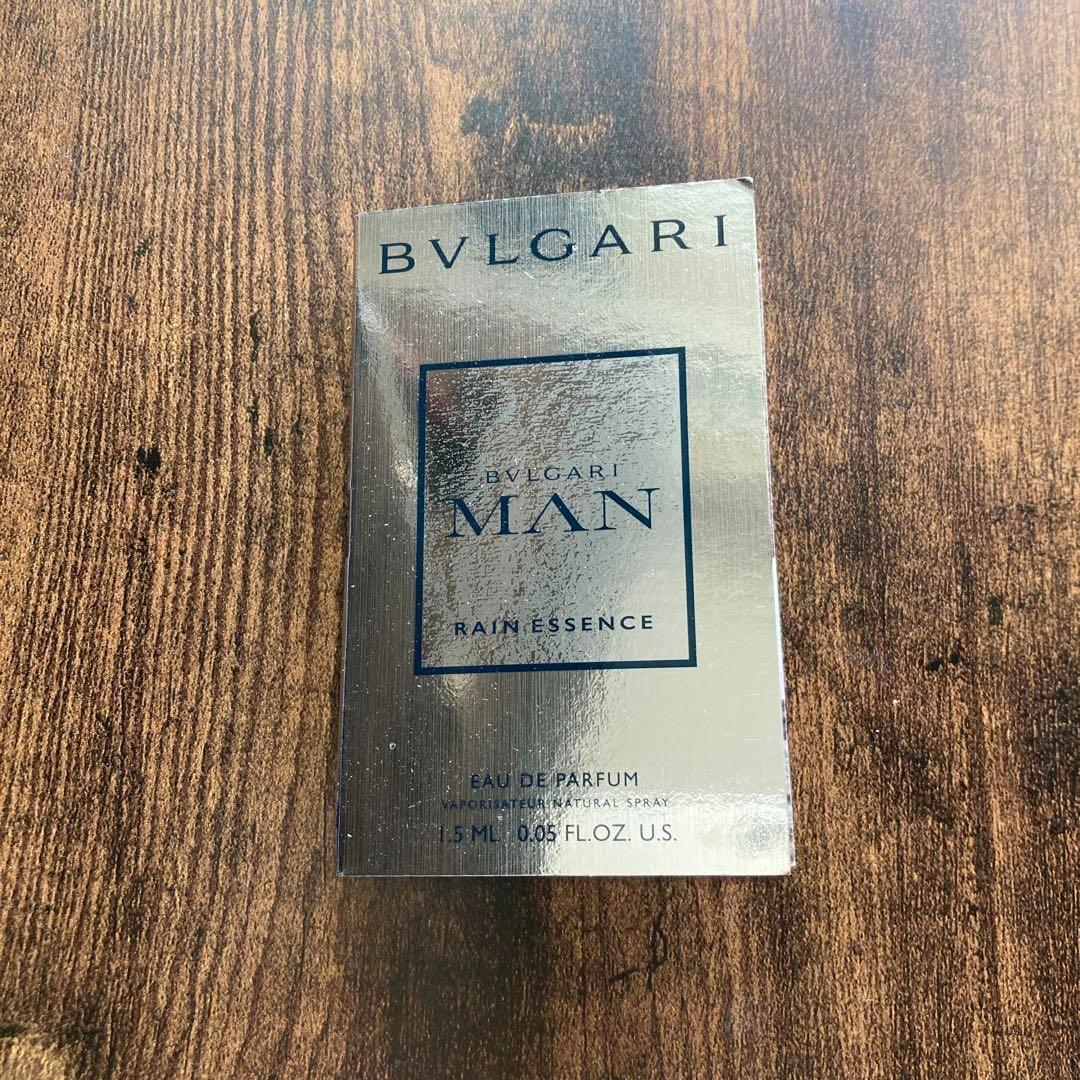 BVLGARI
BVLGARI
MAN
RAIN ESSENCE
EAU DE PARFUM
VAPORISATEUR NATURAL SPRAY
1.5 ML 0.05 FL.OZ. U.S.